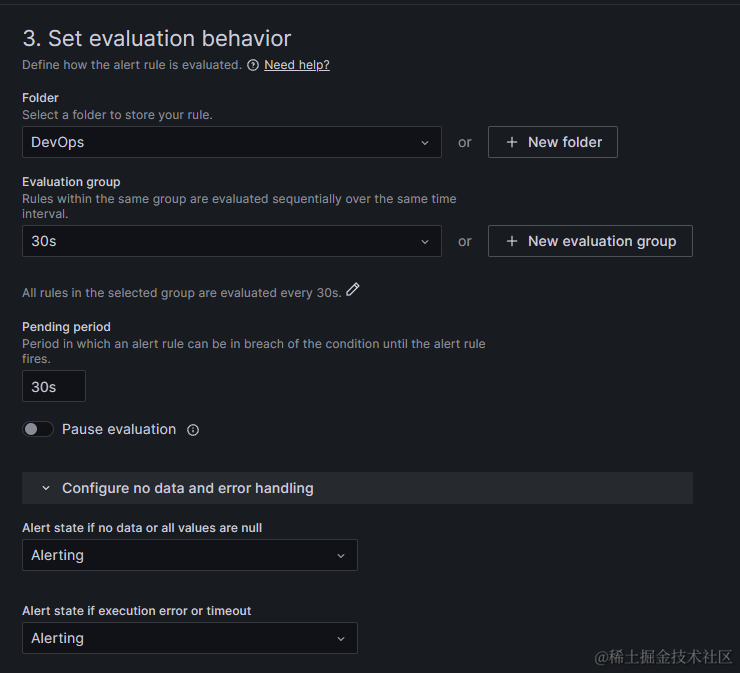 3. Set evaluation behavior
Define how the alert rule is evaluated. Need help?
Folder
Select a folder to store your rule.
DevOps or + New folder
Evaluation group
Rules within the same group are evaluated sequentially over the same time
interval.
30s or + New evaluation group
All rules in the selected group are evaluated every 30s.
Pending period
Period in which an alert rule can be in breach of the condition until the alert rule
fires.
30s
Pause evaluation
Configure no data and error handling
Alert state if no data or all values are null
Alerting
Alert state if execution error or timeout
Alerting
@稀土掘金技术社区